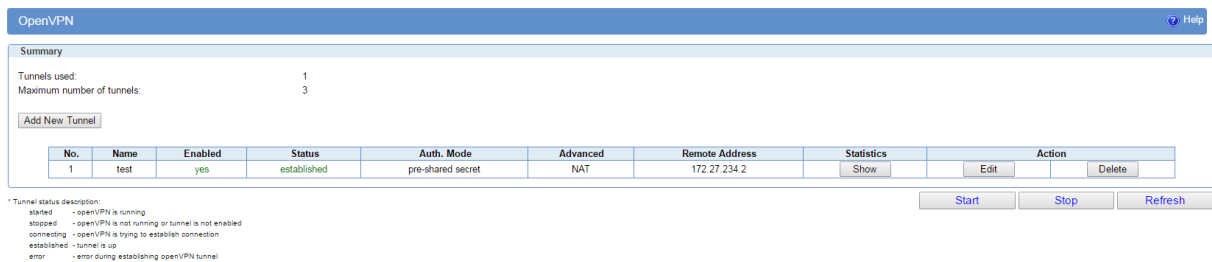 OpenVPN
Help
Summary
Tunnels used: 1
Maximum number of tunnels: 3
Add New Tunnel
No. Name Enabled Status Auth. Mode Advanced Remote Address Statistics Action
1 test yes established pre-shared secret NAT 172.27.234.2 Show Edit Delete
Start Stop Refresh
* Tunnel status description:
started - openVPN is running
stopped - openVPN is not running or tunnel is not enabled
connecting - openVPN is trying to establish connection
established - tunnel is up
error - error during establishing openVPN tunnel